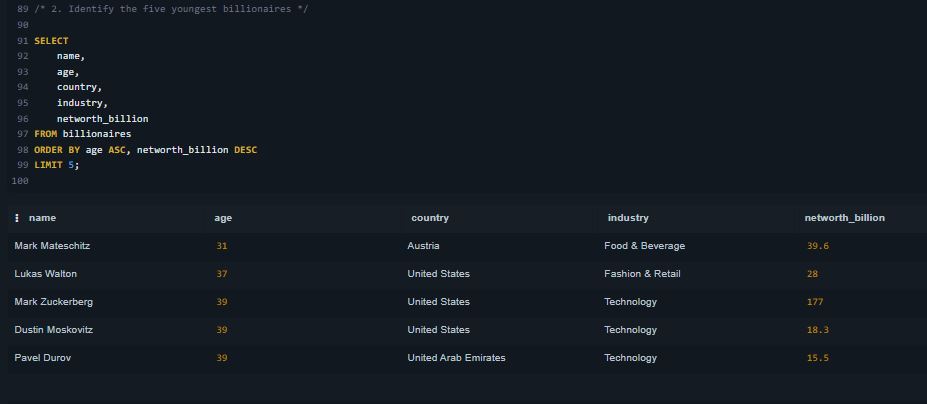 89 /* 2. Identify the five youngest billionaires */
90
91 SELECT
92 name,
93 age,
94 country,
95 industry,
96 networth_billion
97 FROM billionaires
98 ORDER BY age ASC, networth_billion DESC
99 LIMIT 5;
100
name age country industry networth_billion
Mark Mateschitz 31 Austria Food & Beverage 39.6
Lukas Walton 37 United States Fashion & Retail 28
Mark Zuckerberg 39 United States Technology 177
Dustin Moskovitz 39 United States Technology 18.3
Pavel Durov 39 United Arab Emirates Technology 15.5